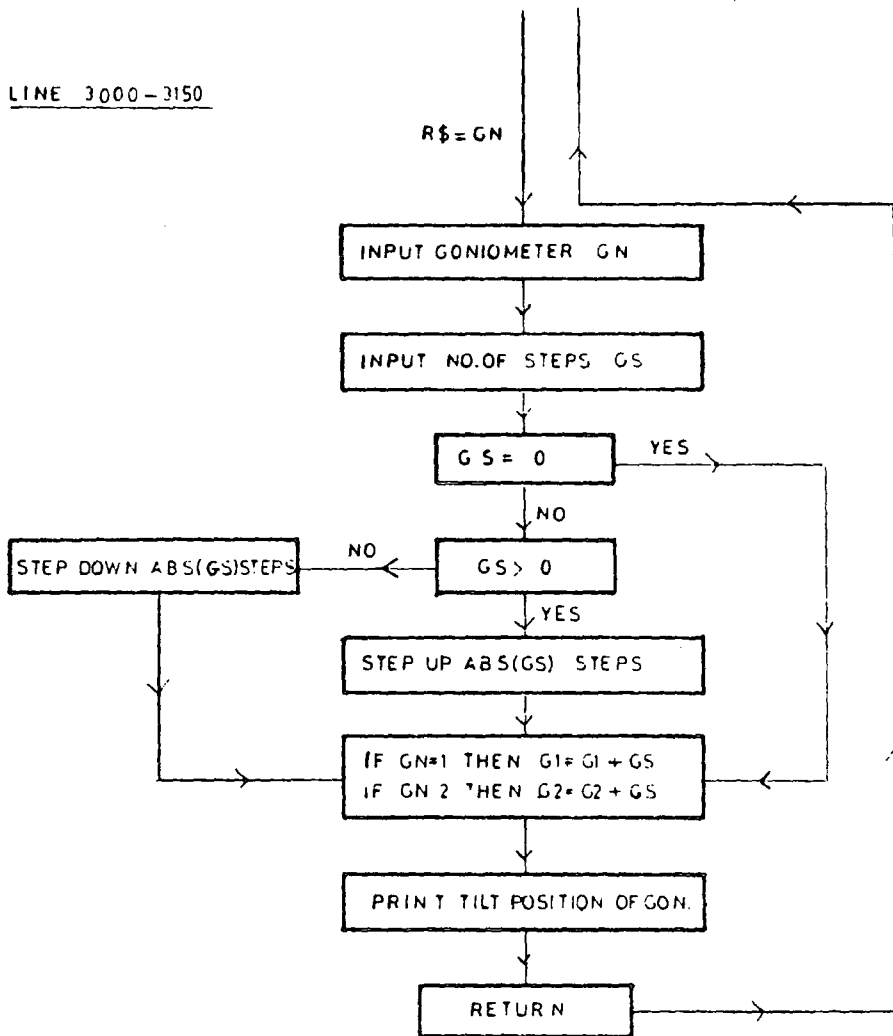 LINE 3000-3150
R$=GN
INPUT GONIOMETER GN
INPUT NO.OF STEPS GS
GS= 0
YES
NO
GS> 0
NO
STEP DOWN ABS(GS)STEPS
YES
STEP UP ABS(GS) STEPS
IF GN=1 THEN G1=G1+GS
IF GN 2 THEN G2=G2+GS
PRINT TILT POSITION OF GON.
RETURN